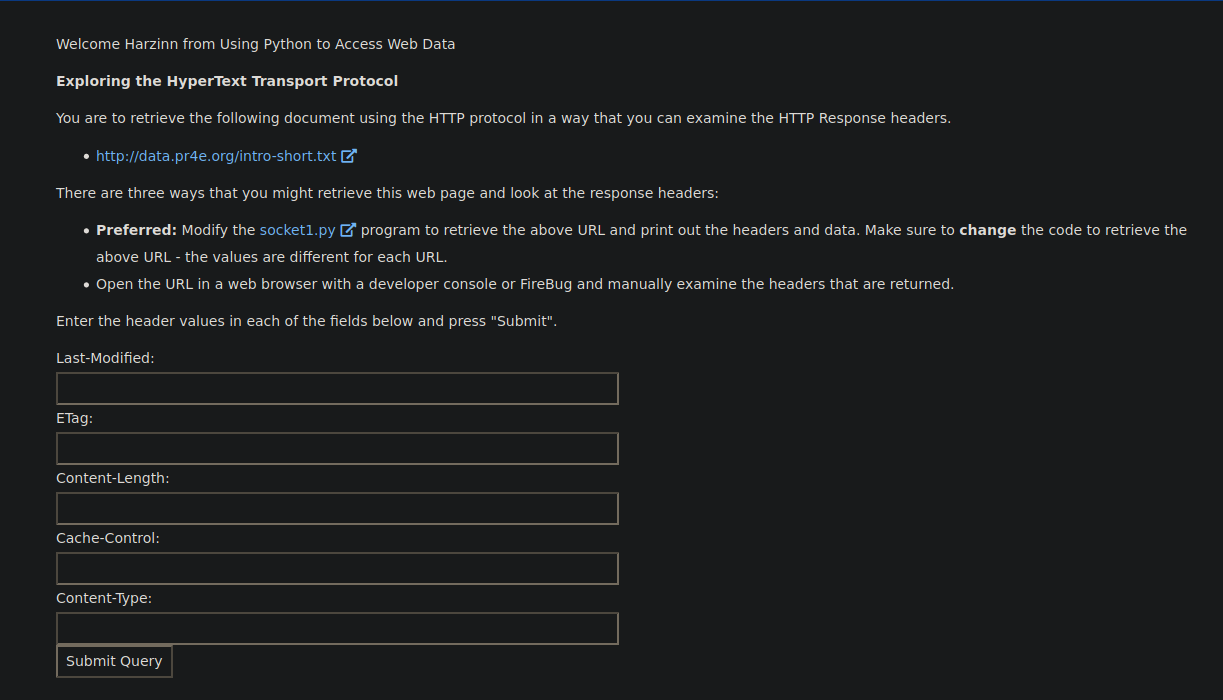 Welcome Harzinn from Using Python to Access Web Data
Exploring the HyperText Transport Protocol
You are to retrieve the following document using the HTTP protocol in a way that you can examine the HTTP Response headers.
• http://data.pr4e.org/intro-short.txt
There are three ways that you might retrieve this web page and look at the response headers:
• Preferred: Modify the socket1.py program to retrieve the above URL and print out the headers and data. Make sure to change the code to retrieve the
above URL - the values are different for each URL.
• Open the URL in a web browser with a developer console or FireBug and manually examine the headers that are returned.
Enter the header values in each of the fields below and press "Submit".
Last-Modified:
ETag:
Content-Length:
Cache-Control:
Content-Type:
Submit Query